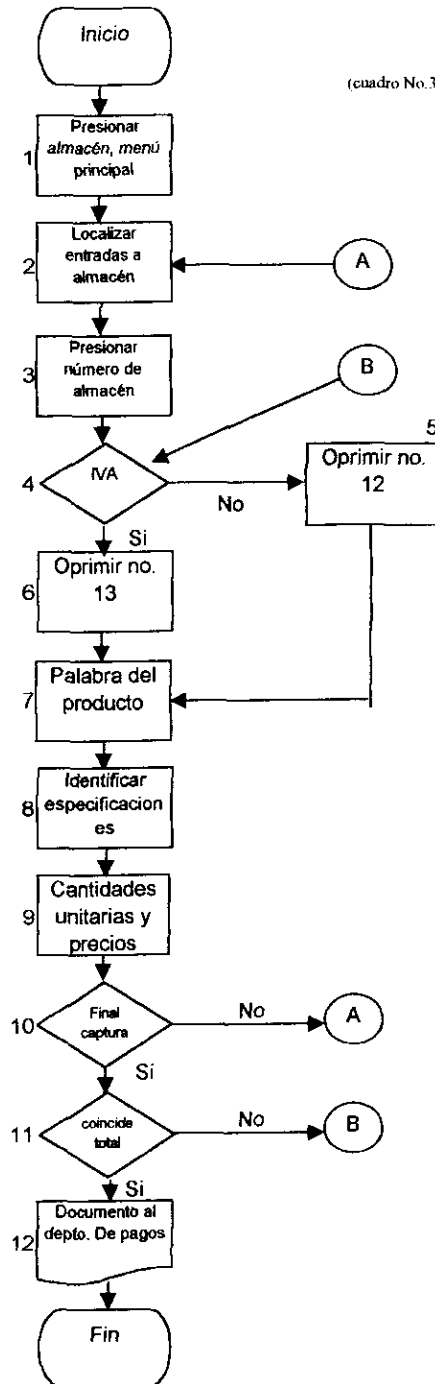 Inicio
(cuadro No.3
Presionar
1 almacén, menú
principal
Localizar
2 entradas a
almacén
A
Presionar
3 número de
almacén
B
5
4 IVA
No
Oprimir no.
12
Si
Oprimir no.
6 13
Palabra del
7 producto
Identificar
8 especificacion
es
Cantidades
9 unitarias y
precios
10 Final
captura
No
A
Sí
11 coincide
total
No
B
Si
Documento al
12 depto. De pagos
Fin